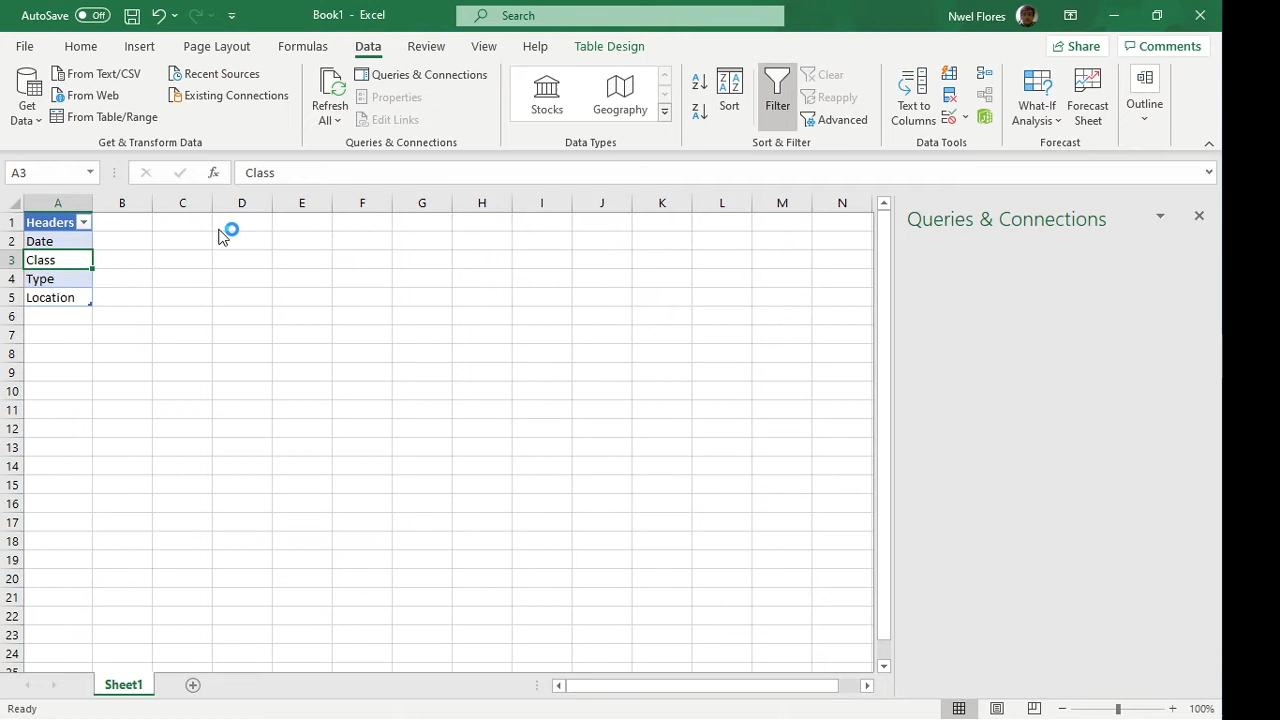 AutoSave Off Book1 - Excel Search Nwel Flores
File Home Insert Page Layout Formulas Data Review View Help Table Design Share Comments
Get Data
From Text/CSV
From Web
From Table/Range
Recent Sources
Existing Connections
Get & Transform Data
Refresh All
Queries & Connections
Properties
Edit Links
Queries & Connections
Stocks Geography
Data Types
Z A
A Z
Sort
Filter
Clear
Reapply
Advanced
Sort & Filter
Text to Columns
Data Tools
What-If Analysis
Forecast Sheet
Forecast
Outline
A3 fx Class
A B C D E F G H I J K L M N
1 Headers
2 Date
3 Class
4 Type
5 Location
6
7
8
9
10
11
12
13
14
15
16
17
18
19
20
21
22
23
24
25
Queries & Connections
Sheet1
Ready 100%